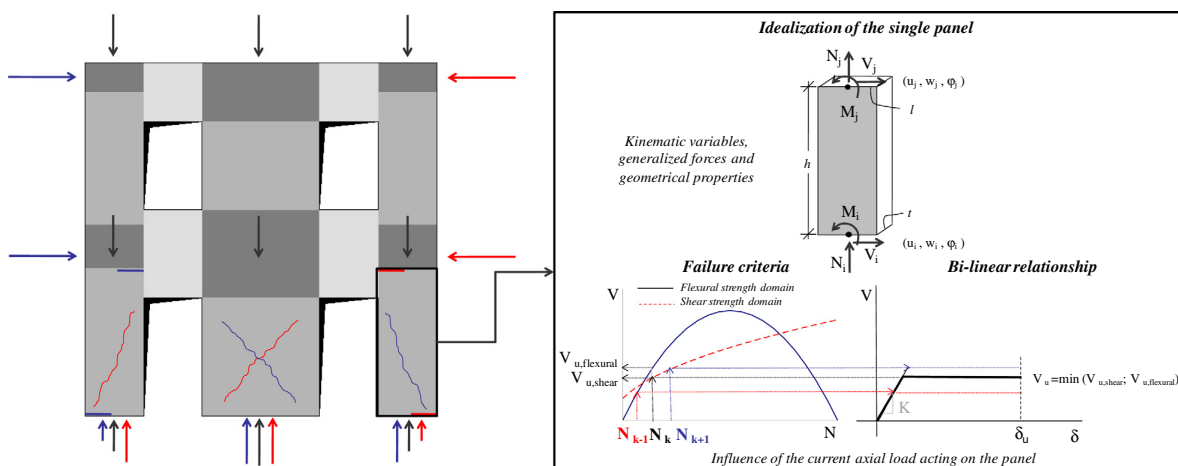 Idealization of the single panel
N j
V j
(u j , w j , φ j )
M j
l
Kinematic variables,
generalized forces and
geometrical properties
h
M i
t
(u i , w i , φ i )
V i
N i
Failure criteria
Bi-linear relationship
V
Flexural strength domain
Shear strength domain
V
V u,flexural
V u,shear
V u =min (V u,shear ; V u,flexural)
K
N k-1
N k
N k+1
N
δ u
δ
Influence of the current axial load acting on the panel